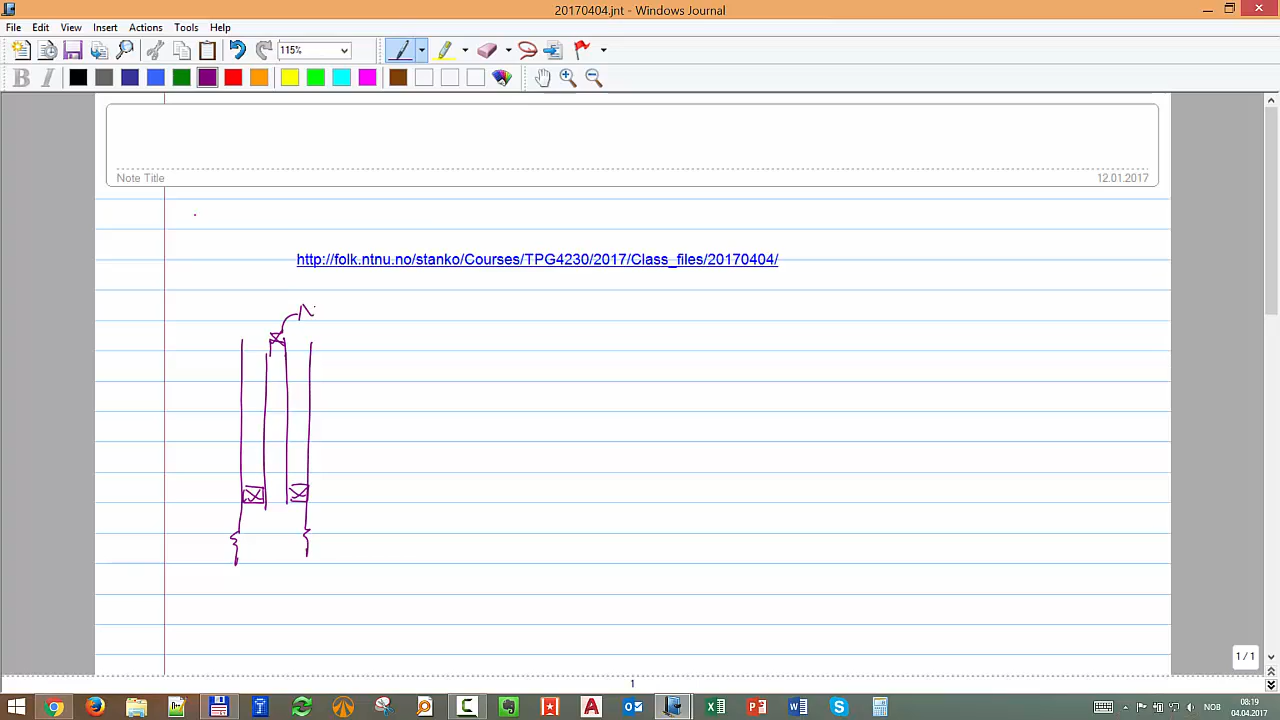 20170404.jnt - Windows Journal
File Edit View Insert Actions Tools Help
115%
B I
Note Title
12.01.2017
http://folk.ntnu.no/stanko/Courses/TPG4230/2017/Class_files/20170404/
1 / 1
1
08:19
NOB
04.04.2017